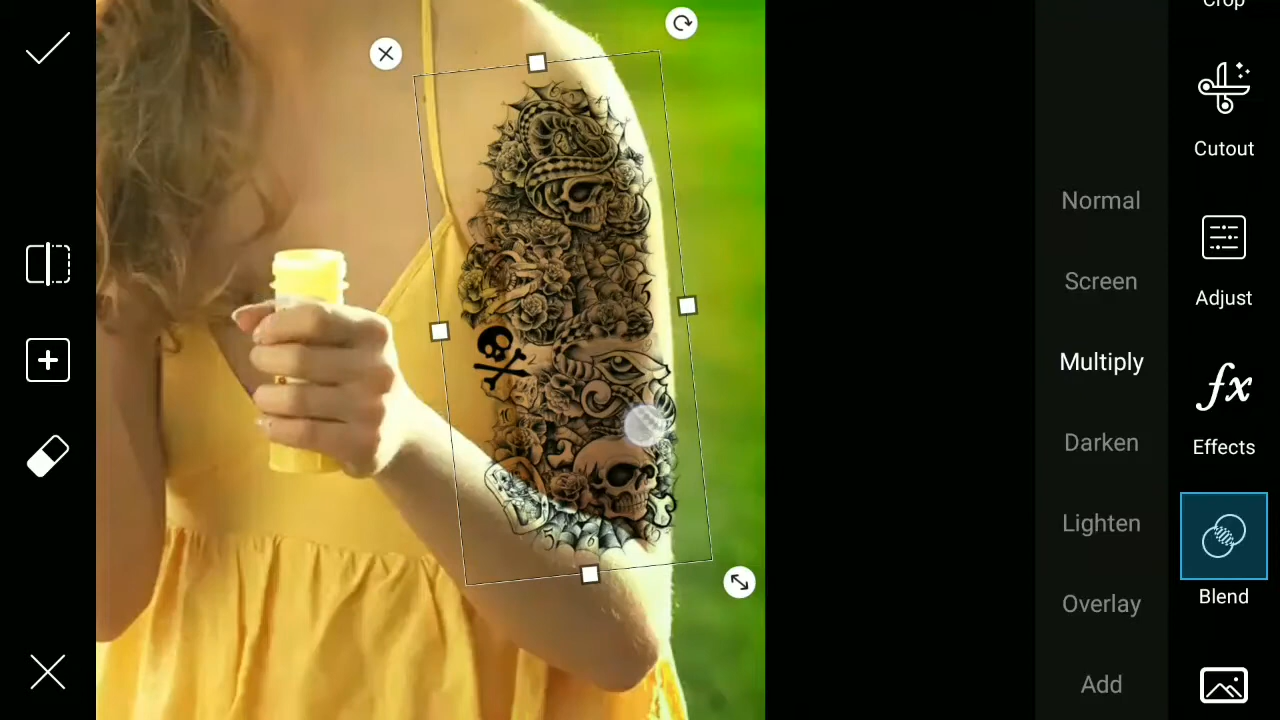 Crop
Cutout
Normal
Screen
Adjust
Multiply
Darken
Effects
Lighten
Blend
Overlay
Add